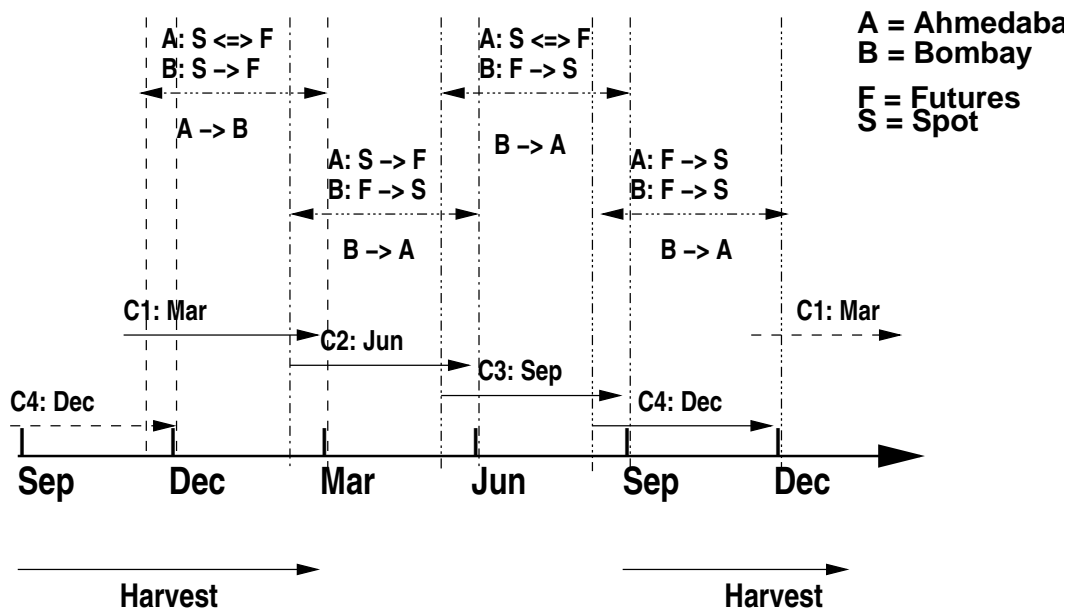 A: S <=> F
B: S –> F
A –> B
A: S <=> F
B: F –> S
B –> A
A = Ahmedaba
B = Bombay
F = Futures
S = Spot
A: S –> F
B: F –> S
B –> A
A: F –> S
B: F –> S
B –> A
C1: Mar
C1: Mar
C2: Jun
C3: Sep
C4: Dec
C4: Dec
Sep Dec Mar Jun Sep Dec
Harvest Harvest